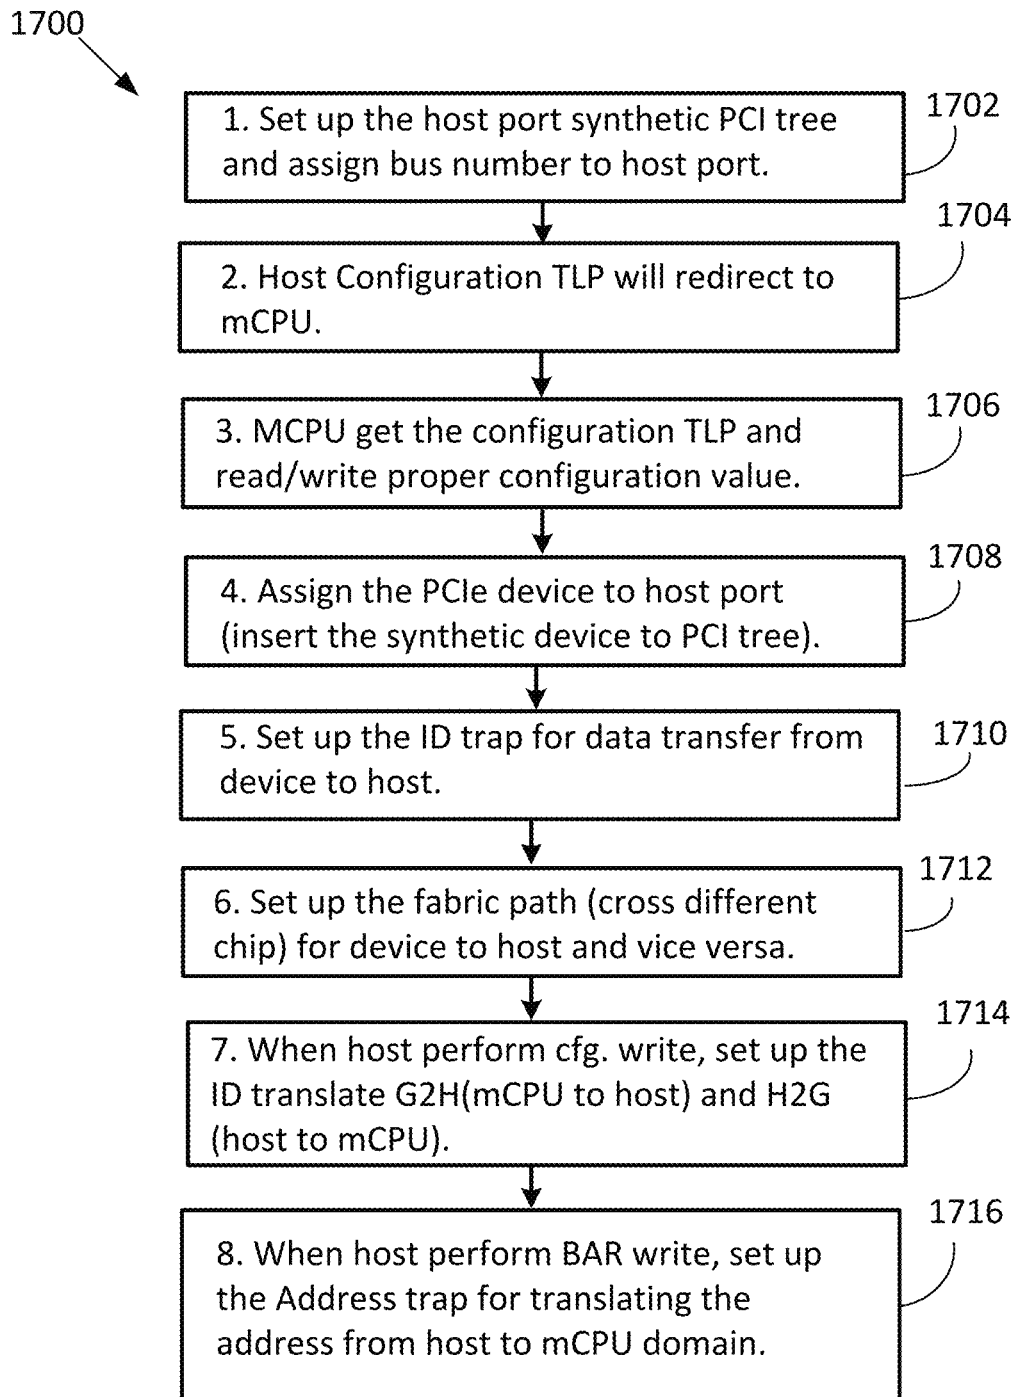 1700
1702
1. Set up the host port synthetic PCI tree
and assign bus number to host port.
1704
2. Host Configuration TLP will redirect to
mCPU.
1706
3. MCPU get the configuration TLP and
read/write proper configuration value.
1708
4. Assign the PCIe device to host port
(insert the synthetic device to PCI tree).
1710
5. Set up the ID trap for data transfer from
device to host.
1712
6. Set up the fabric path (cross different
chip) for device to host and vice versa.
1714
7. When host perform cfg. write, set up the
ID translate G2H(mCPU to host) and H2G
(host to mCPU).
1716
8. When host perform BAR write, set up
the Address trap for translating the
address from host to mCPU domain.